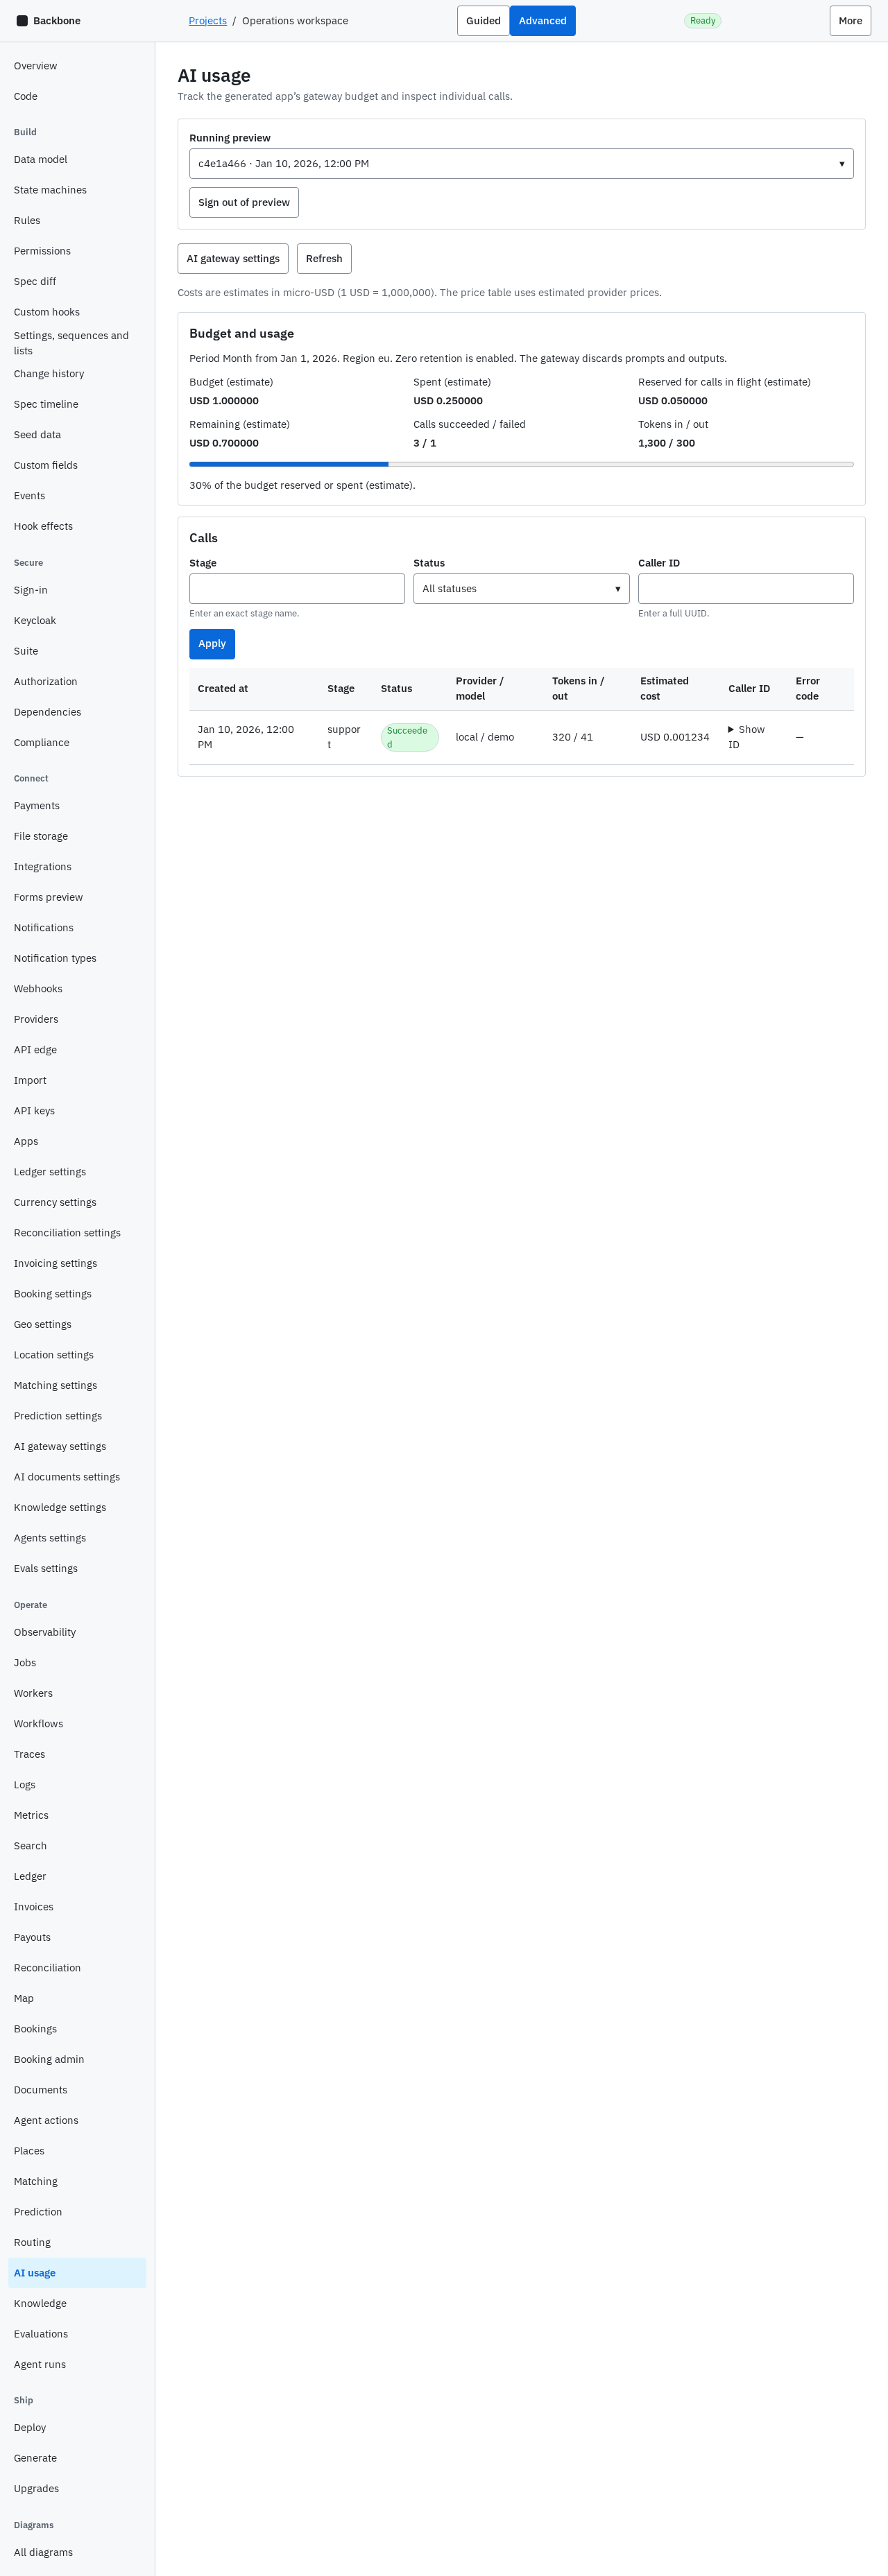 Backbone
Projects / Operations workspace
Guided
Advanced
Ready
More
Overview
Code
Build
Data model
State machines
Rules
Permissions
Spec diff
Custom hooks
Settings, sequences and
lists
Change history
Spec timeline
Seed data
Custom fields
Events
Hook effects
Secure
Sign-in
Keycloak
Suite
Authorization
Dependencies
Compliance
Connect
Payments
File storage
Integrations
Forms preview
Notifications
Notification types
Webhooks
Providers
API edge
Import
API keys
Apps
Ledger settings
Currency settings
Reconciliation settings
Invoicing settings
Booking settings
Geo settings
Location settings
Matching settings
Prediction settings
AI gateway settings
AI documents settings
Knowledge settings
Agents settings
Evals settings
Operate
Observability
Jobs
Workers
Workflows
Traces
Logs
Metrics
Search
Ledger
Invoices
Payouts
Reconciliation
Map
Bookings
Booking admin
Documents
Agent actions
Places
Matching
Prediction
Routing
AI usage
Knowledge
Evaluations
Agent runs
Ship
Deploy
Generate
Upgrades
Diagrams
All diagrams
AI usage
Track the generated app's gateway budget and inspect individual calls.
Running preview
c4e1a466 · Jan 10, 2026, 12:00 PM
Sign out of preview
AI gateway settings
Refresh
Costs are estimates in micro-USD (1 USD = 1,000,000). The price table uses estimated provider prices.
Budget and usage
Period Month from Jan 1, 2026. Region eu. Zero retention is enabled. The gateway discards prompts and outputs.
Budget (estimate)
USD 1.000000
Spent (estimate)
USD 0.250000
Reserved for calls in flight (estimate)
USD 0.050000
Remaining (estimate)
USD 0.700000
Calls succeeded / failed
3 / 1
Tokens in / out
1,300 / 300
30% of the budget reserved or spent (estimate).
Calls
Stage
Enter an exact stage name.
Status
All statuses
Caller ID
Enter a full UUID.
Apply
Created at
Stage
Status
Provider /
model
Tokens in /
out
Estimated
cost
Caller ID
Error
code
Jan 10, 2026, 12:00
PM
suppor
t
Succeede
d
local / demo
320 / 41
USD 0.001234
Show
ID
—